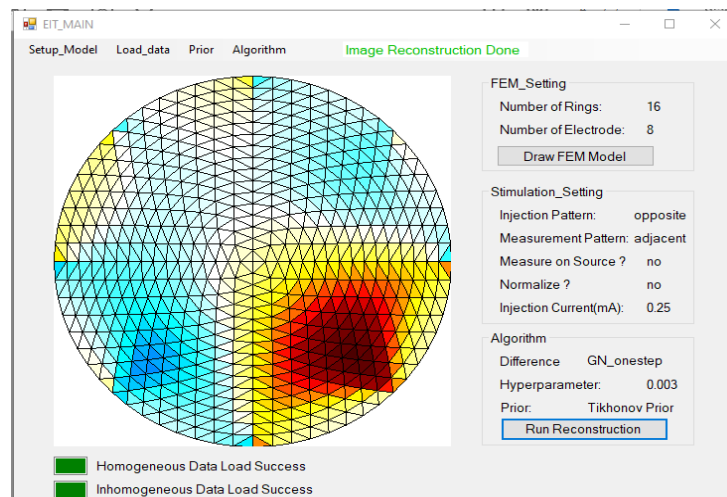 EIT_MAIN
Setup_Model Load_data Prior Algorithm Image Reconstruction Done
FEM_Setting
Number of Rings: 16
Number of Electrode: 8
Draw FEM Model
Stimulation_Setting
Injection Pattern: opposite
Measurement Pattern: adjacent
Measure on Source ? no
Normalize ? no
Injection Current(mA): 0.25
Algorithm
Difference GN_onestep
Hyperparameter: 0.003
Prior: Tikhonov Prior
Run Reconstruction
Homogeneous Data Load Success
Inhomogeneous Data Load Success